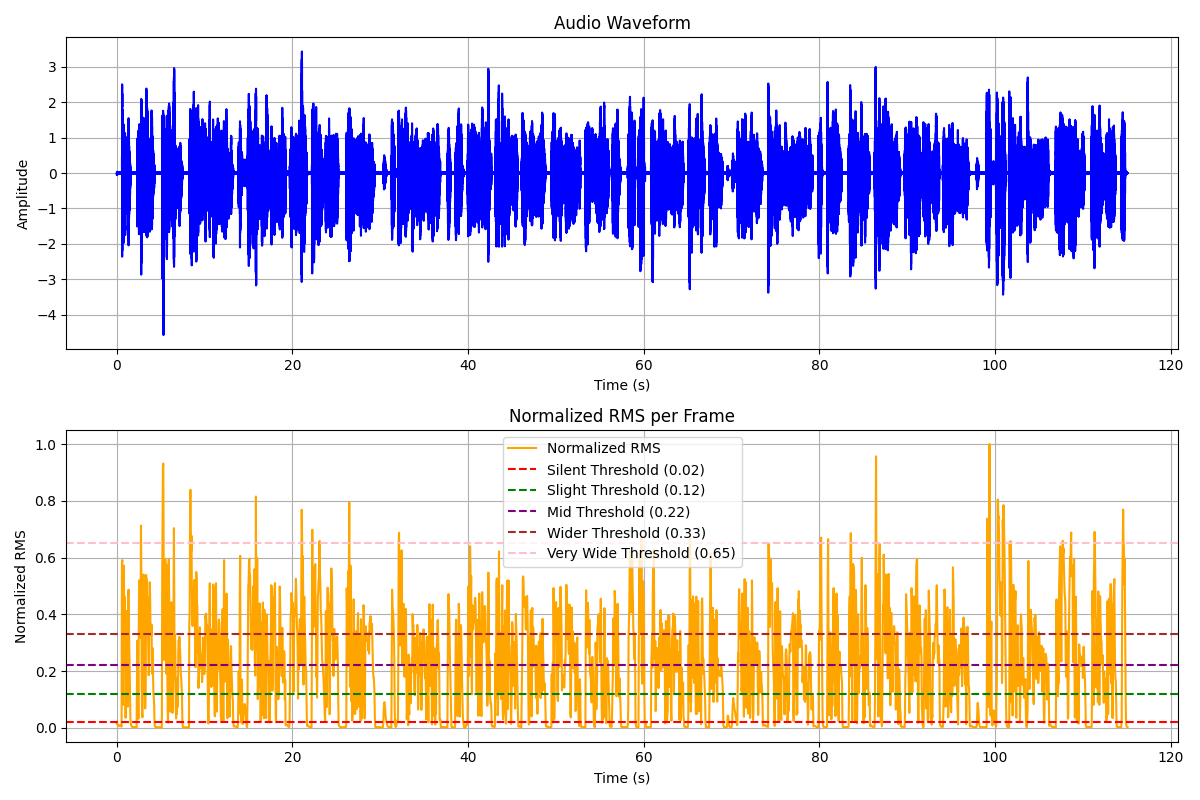 Audio Waveform
3
2
1
0
−1
−2
−3
−4
Amplitude
0 20 40 60 80 100 120
Time (s)
Normalized RMS per Frame
1.0
0.8
0.6
0.4
0.2
0.0
Normalized RMS
Normalized RMS
Silent Threshold (0.02)
Slight Threshold (0.12)
Mid Threshold (0.22)
Wider Threshold (0.33)
Very Wide Threshold (0.65)
0 20 40 60 80 100 120
Time (s)